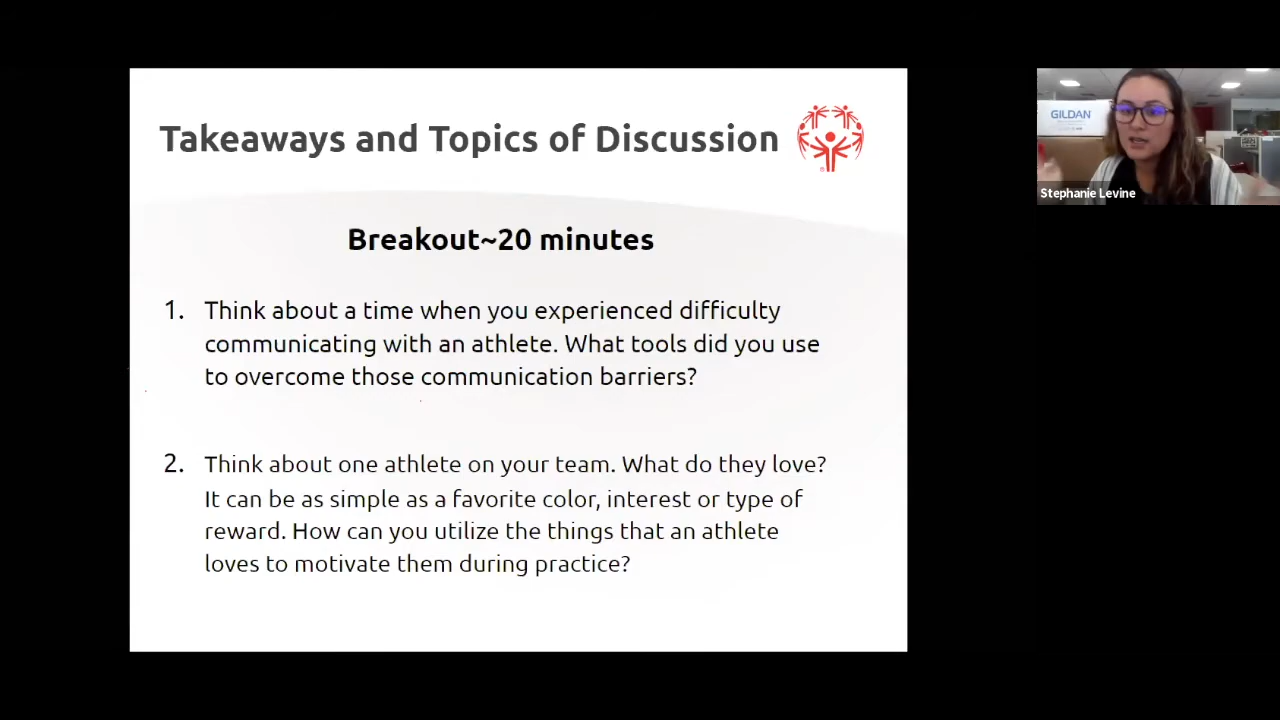 Takeaways and Topics of Discussion
Breakout~20 minutes
1. Think about a time when you experienced difficulty
communicating with an athlete. What tools did you use
to overcome those communication barriers?
2. Think about one athlete on your team. What do they love?
It can be as simple as a favorite color, interest or type of
reward. How can you utilize the things that an athlete
loves to motivate them during practice?
GILDAN
Stephanie Levine